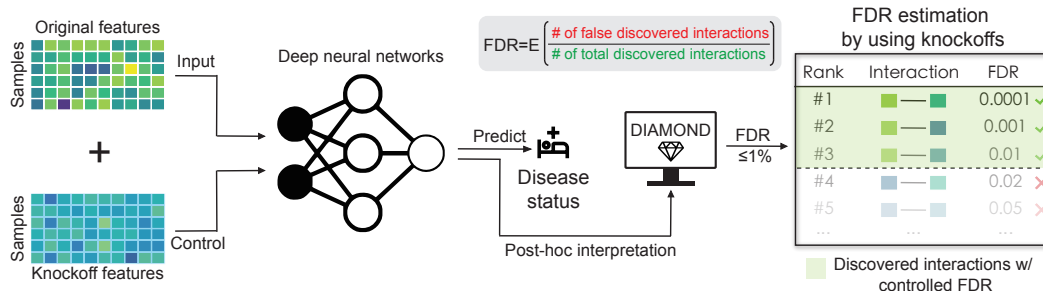 Original features
Samples
Input
+
Samples
Knockoff features
Control
Deep neural networks
FDR=E
# of false discovered interactions
# of total discovered interactions
Predict
Disease
status
Post-hoc interpretation
DIAMOND
FDR
≤1%
FDR estimation
by using knockoffs
Rank Interaction FDR
#1 0.0001 ✓
#2 0.001 ✓
#3 0.01 ✓
#4 0.02 ✗
#5 0.05 ✗
... ... ...
Discovered interactions w/
controlled FDR